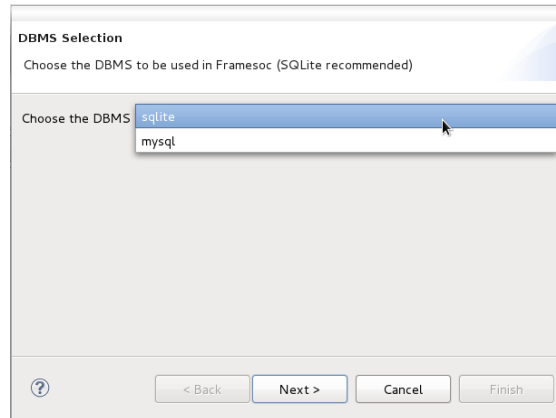 DBMS Selection
Choose the DBMS to be used in Framesoc (SQLite recommended)
Choose the DBMS sqlite
mysql
? < Back Next > Cancel Finish